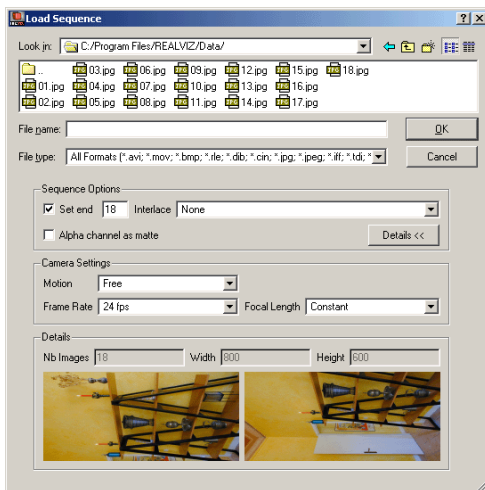 Load Sequence
Look in: C:/Program Files/REALVIZ/Data/
.. 03.jpg 06.jpg 09.jpg 12.jpg 15.jpg 18.jpg
01.jpg 04.jpg 07.jpg 10.jpg 13.jpg 16.jpg
02.jpg 05.jpg 08.jpg 11.jpg 14.jpg 17.jpg
File name: OK
File type: All Formats (*.avi; *.mov; *.bmp; *.rle; *.dib; *.cin; *.jpg; *.jpeg; *.iff; *.tdi; * Cancel
Sequence Options
Set end 18 Interlace None
Alpha channel as matte Details <<
Camera Settings
Motion Free
Frame Rate 24 fps Focal Length Constant
Details
Nb Images 18 Width 800 Height 600